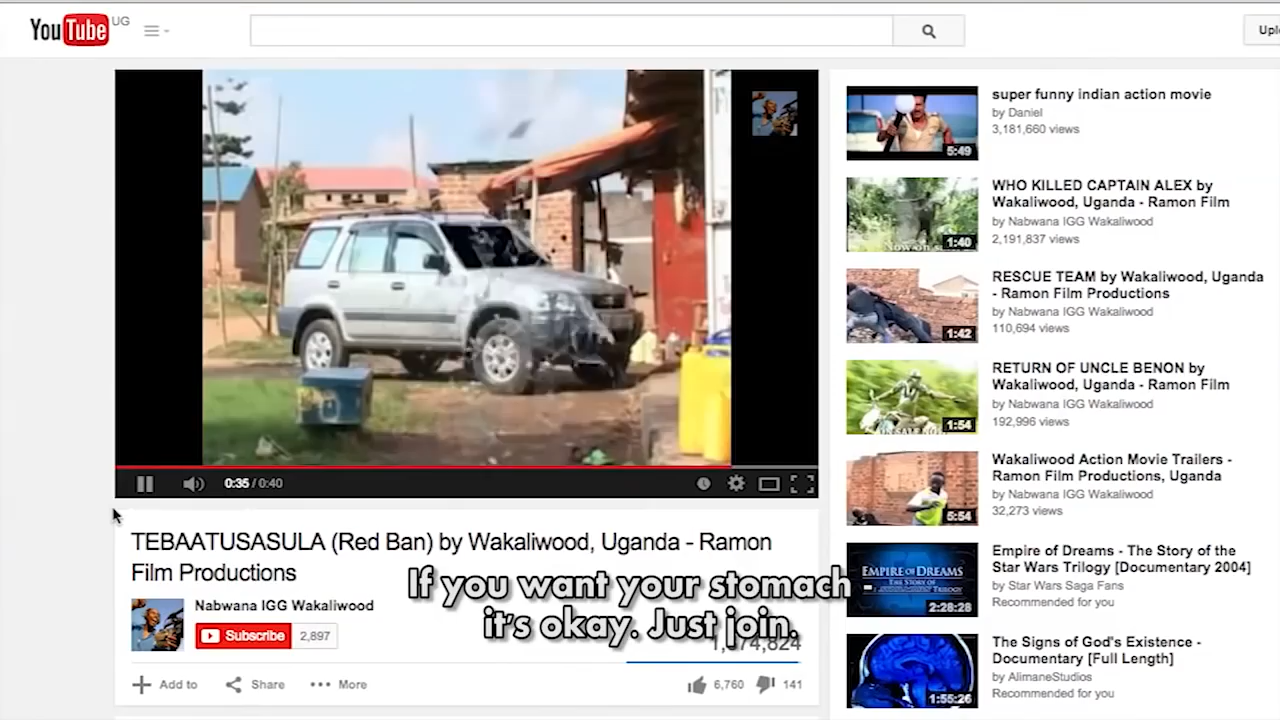 YouTube UG
Uplo
super funny indian action movie
by Daniel
3,181,660 views
5:49
WHO KILLED CAPTAIN ALEX by
Wakaliwood, Uganda - Ramon Film
by Nabwana IGG Wakaliwood
2,191,837 views
1:40
RESCUE TEAM by Wakaliwood, Uganda
- Ramon Film Productions
by Nabwana IGG Wakaliwood
110,694 views
1:42
RETURN OF UNCLE BENON by
Wakaliwood, Uganda - Ramon Film
by Nabwana IGG Wakaliwood
192,996 views
1:54
Wakaliwood Action Movie Trailers -
Ramon Film Productions, Uganda
by Nabwana IGG Wakaliwood
32,273 views
5:54
EMPIRE OF DREAMS
THE STORY OF
Empire of Dreams - The Story of the
Star Wars Trilogy [Documentary 2004]
by Star Wars Saga Fans
Recommended for you
2:28:28
The Signs of God's Existence -
Documentary [Full Length]
by AlimaneStudios
Recommended for you
1:55:26
0:35 / 0:40
TEBAATUSASULA (Red Ban) by Wakaliwood, Uganda - Ramon
Film Productions
Nabwana IGG Wakaliwood
Subscribe 2,897
If you want your stomach
it's okay. Just join.
Add to Share More
6,760 141